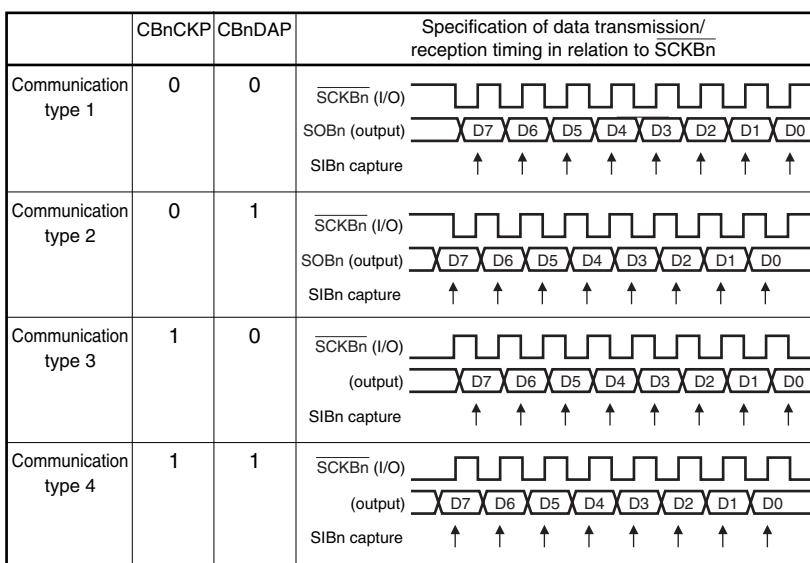 CBnCKP CBnDAP Specification of data transmission/
reception timing in relation to SCKBn
Communication
type 1
0 0
SCKBn (I/O)
SOBn (output) D7 D6 D5 D4 D3 D2 D1 D0
SIBn capture
Communication
type 2
0 1
SCKBn (I/O)
SOBn (output) D7 D6 D5 D4 D3 D2 D1 D0
SIBn capture
Communication
type 3
1 0
SCKBn (I/O)
(output) D7 D6 D5 D4 D3 D2 D1 D0
SIBn capture
Communication
type 4
1 1
SCKBn (I/O)
(output) D7 D6 D5 D4 D3 D2 D1 D0
SIBn capture